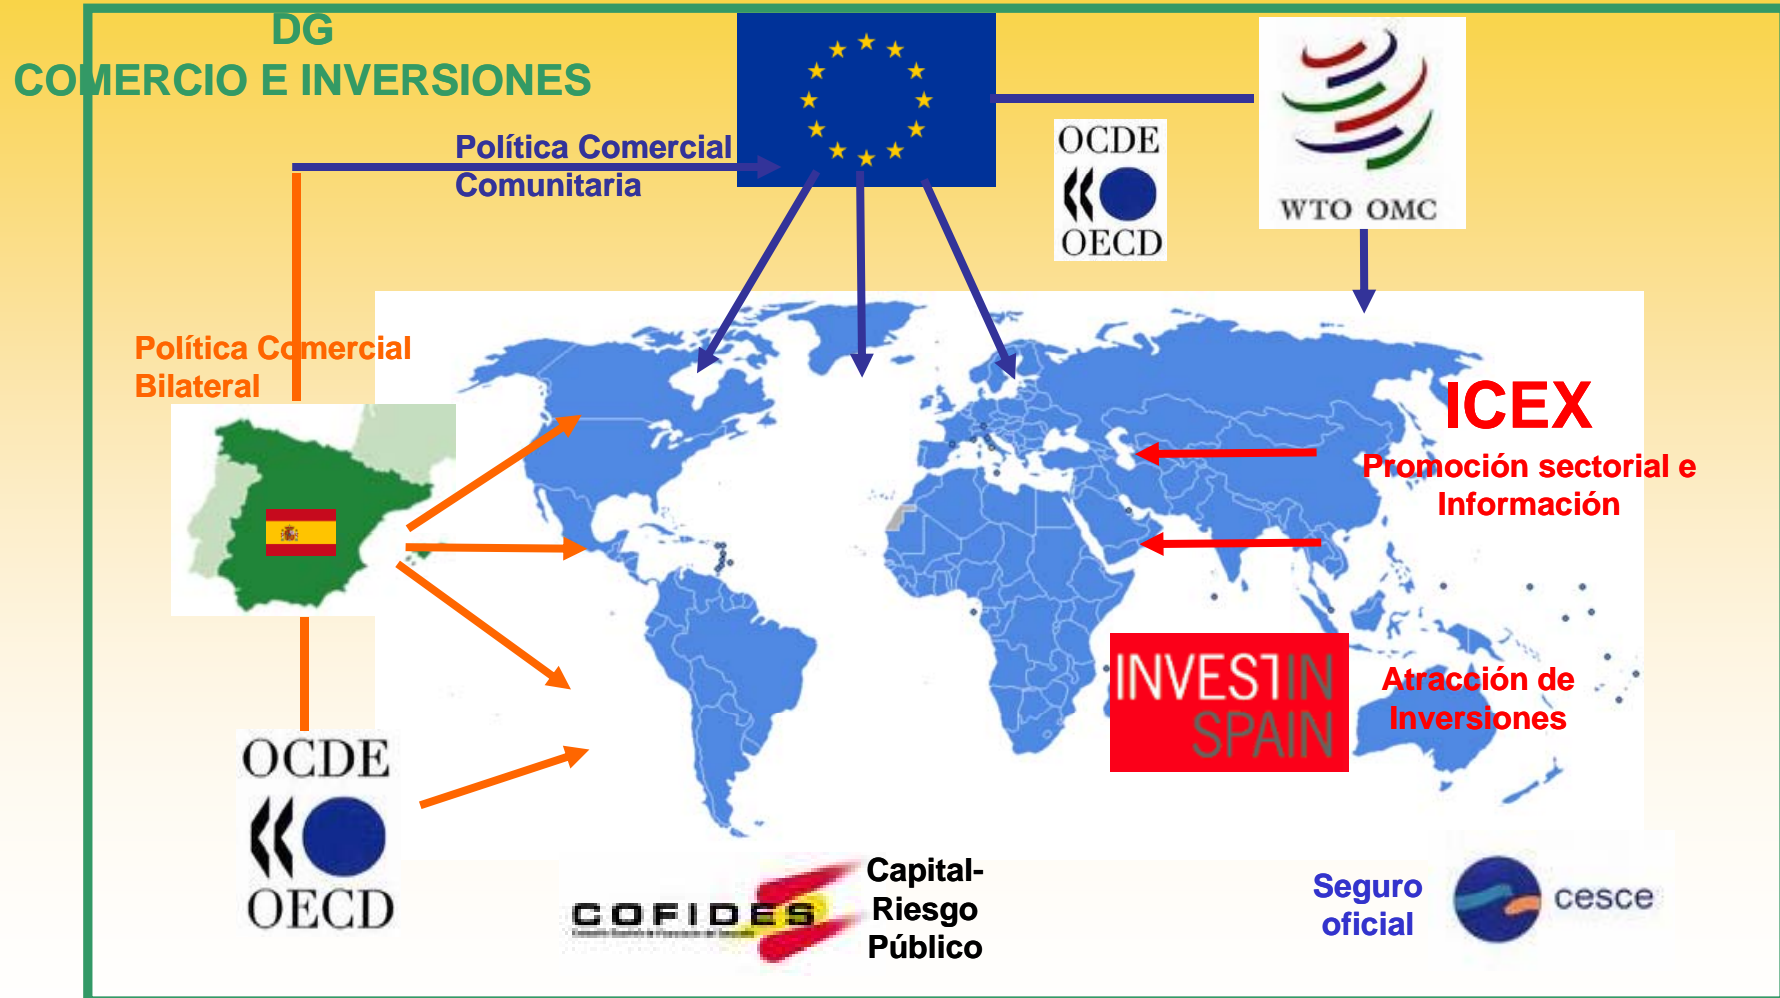 DG
COMERCIO E INVERSIONES
Política Comercial
Comunitaria
OCDE
OECD
WTO OMC
Política Comercial
Bilateral
ICEX
Promoción sectorial e
Información
INVEST IN
SPAIN
Atracción de
Inversiones
OCDE
OECD
COFIDES
Capital-
Riesgo
Público
Seguro
oficial
cesce